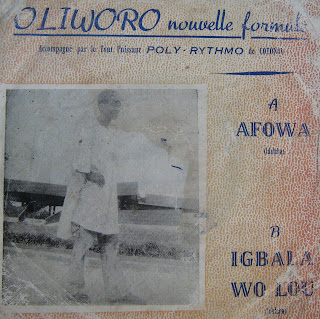 OLIWORO nouvelle formule
Accompagné par le Tout Puissant POLY-RYTHMO de COTONOU
A
AFOWA
B
IGBALA
WO LOU